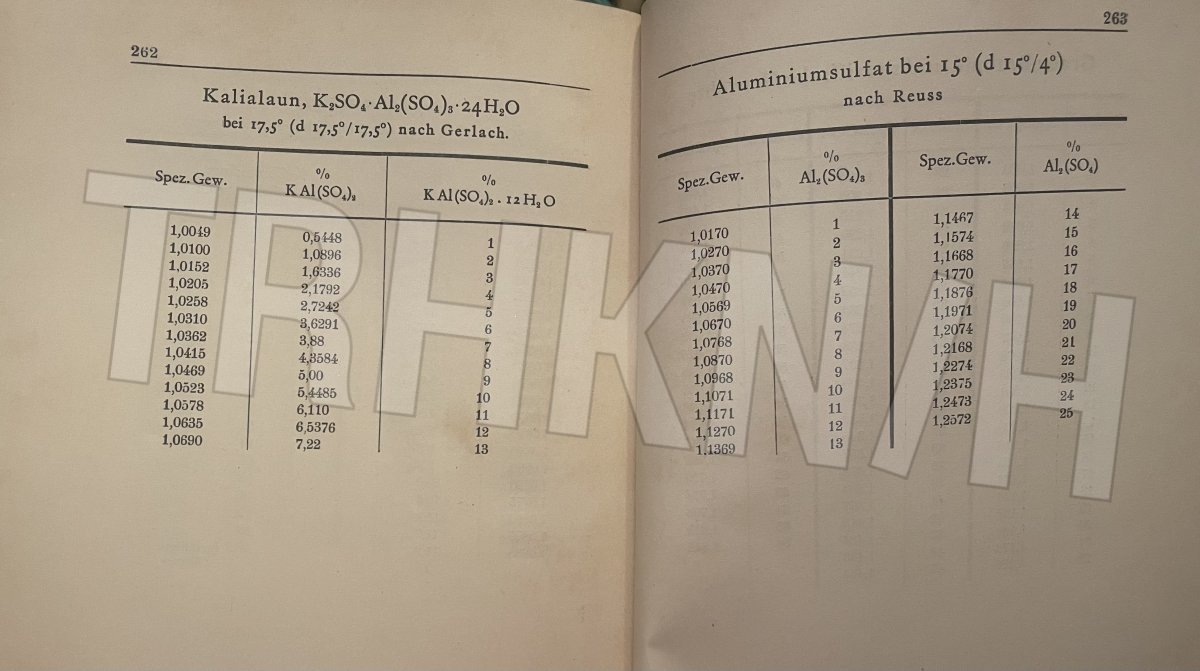 262
Kalialaun, K₂SO₄·Al₂(SO₄)₃·24H₂O
bei 17,5° (d 17,5°/17,5°) nach Gerlach.
Spez.Gew. % K Al(SO₄)₂ % K Al(SO₄)₂ . 12 H₂O
1,0049 0,5448 1
1,0100 1,0896 2
1,0152 1,6336 3
1,0205 2,1792 4
1,0258 2,7242 5
1,0310 3,6291 6
1,0362 3,88 7
1,0415 4,3584 8
1,0469 5,00 9
1,0523 5,4485 10
1,0578 6,110 11
1,0635 6,5376 12
1,0690 7,22 13
263
Aluminiumsulfat bei 15° (d 15°/4°)
nach Reuss
Spez.Gew. % Al₂(SO₄)₃ Spez.Gew. % Al₂(SO₄)
1,0170 1 1,1467 14
1,0270 2 1,1574 15
1,0370 3 1,1668 16
1,0470 4 1,1770 17
1,0569 5 1,1876 18
1,0670 6 1,1971 19
1,0768 7 1,2074 20
1,0870 8 1,2168 21
1,0968 9 1,2274 22
1,1071 10 1,2375 23
1,1171 11 1,2473 24
1,1270 12 1,2572 25
1,1369 13